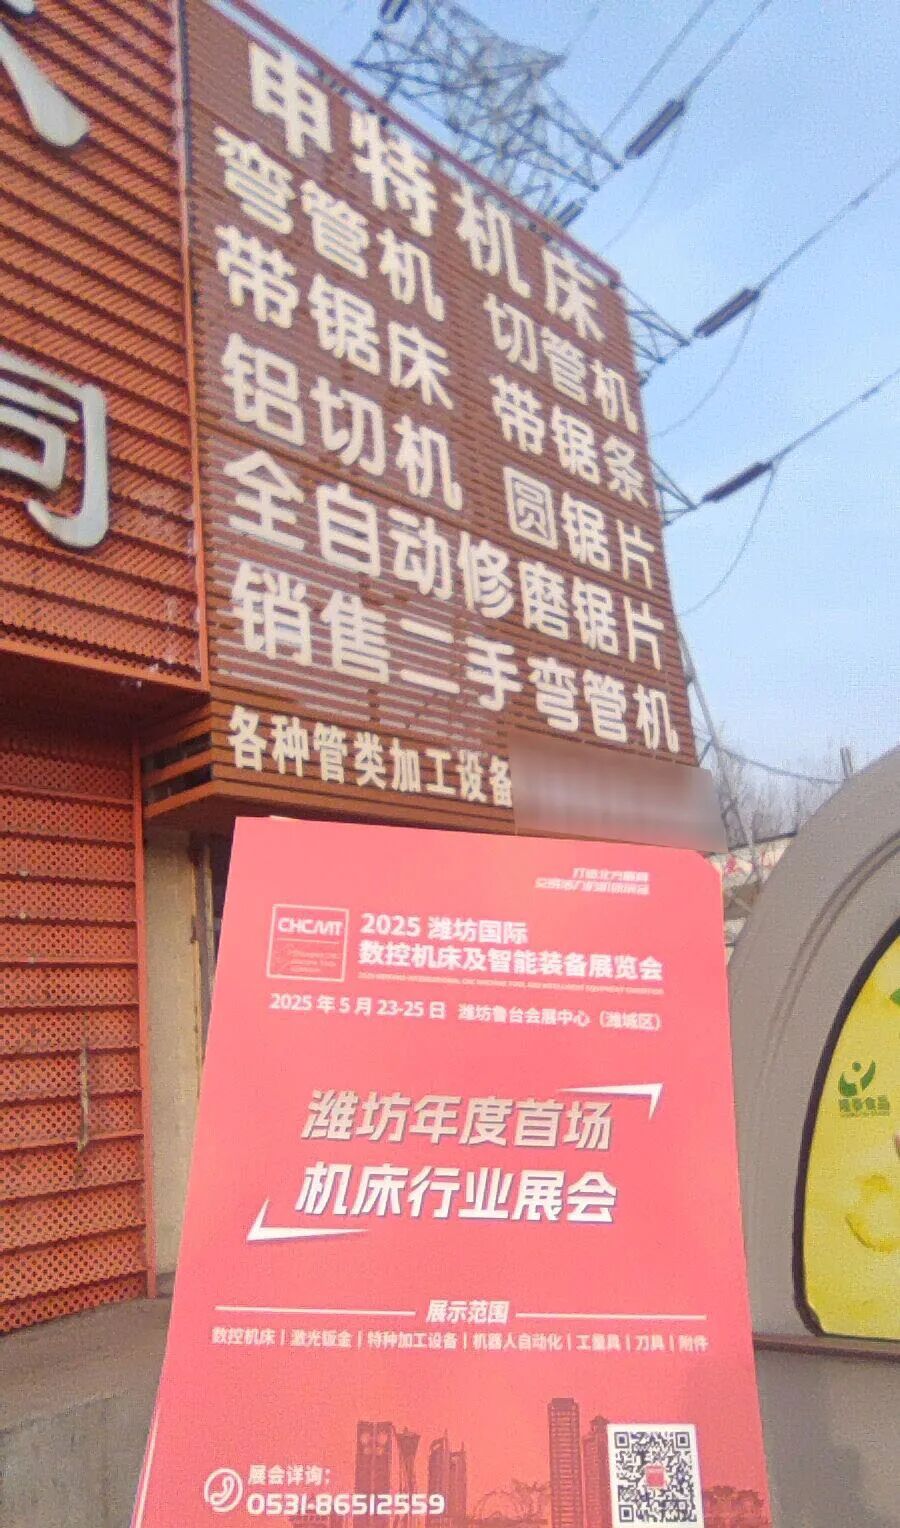 司
申特机床
弯管机 切管机
带锯床 带锯条
铝切机 圆锯片
全自动修磨锯片
销售二手弯管机
各种管类加工设备
CHCMT
2025 潍坊国际
数控机床及智能装备展览会
2025 年 5 月 23-25 日 潍坊鲁台会展中心（潍城区）
潍坊年度首场
机床行业展会
展示范围
数控机床 | 激光钣金 | 特种加工设备 | 机器人自动化 | 工量具 | 刀具 | 附件
展会详询：
0531-86512559